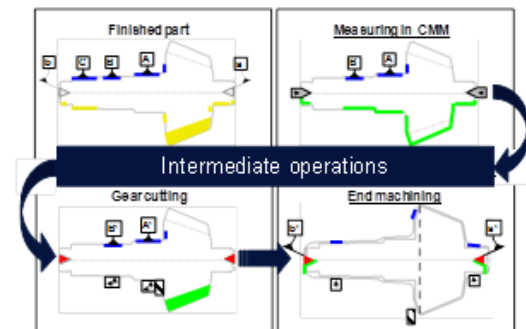 Finished part
b C B A a
Measuring in CMM
B A
Intermediate operations
Gear cutting
B' A'
End machining
b" a"